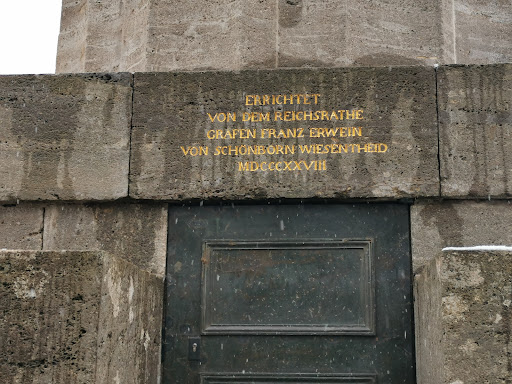 ERRICHTET
VON DEM REICHSRATHE
GRAFEN FRANZ ERWEIN
VON SCHÖNBORN WIESENTHEID
MDCCCXXVIII